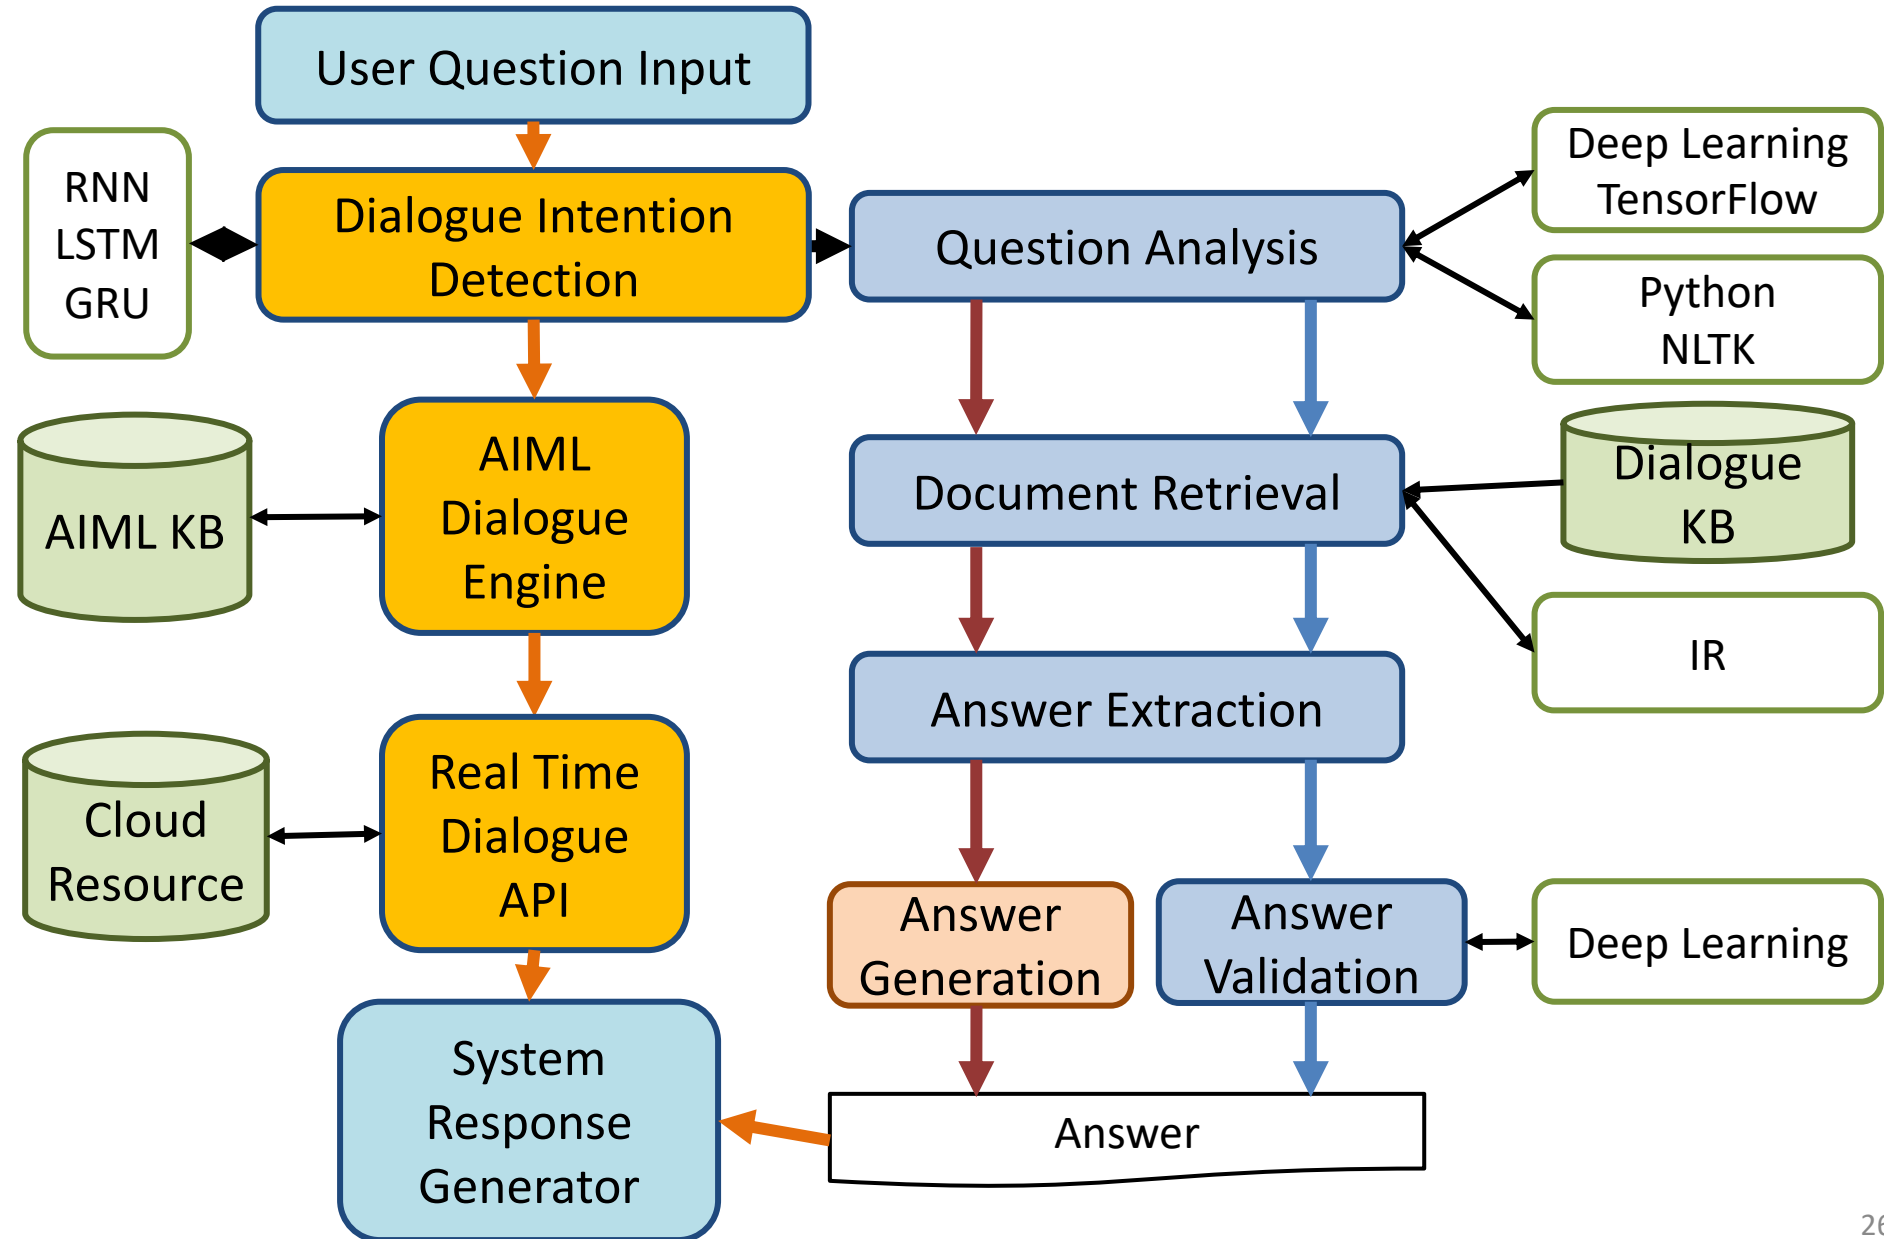 User Question Input
RNN
LSTM
GRU
Dialogue Intention
Detection
Question Analysis
Deep Learning
TensorFlow
Python
NLTK
AIML KB
AIML
Dialogue
Engine
Document Retrieval
Dialogue
KB
IR
Answer Extraction
Cloud
Resource
Real Time
Dialogue
API
Answer
Generation
Answer
Validation
Deep Learning
System
Response
Generator
Answer
26